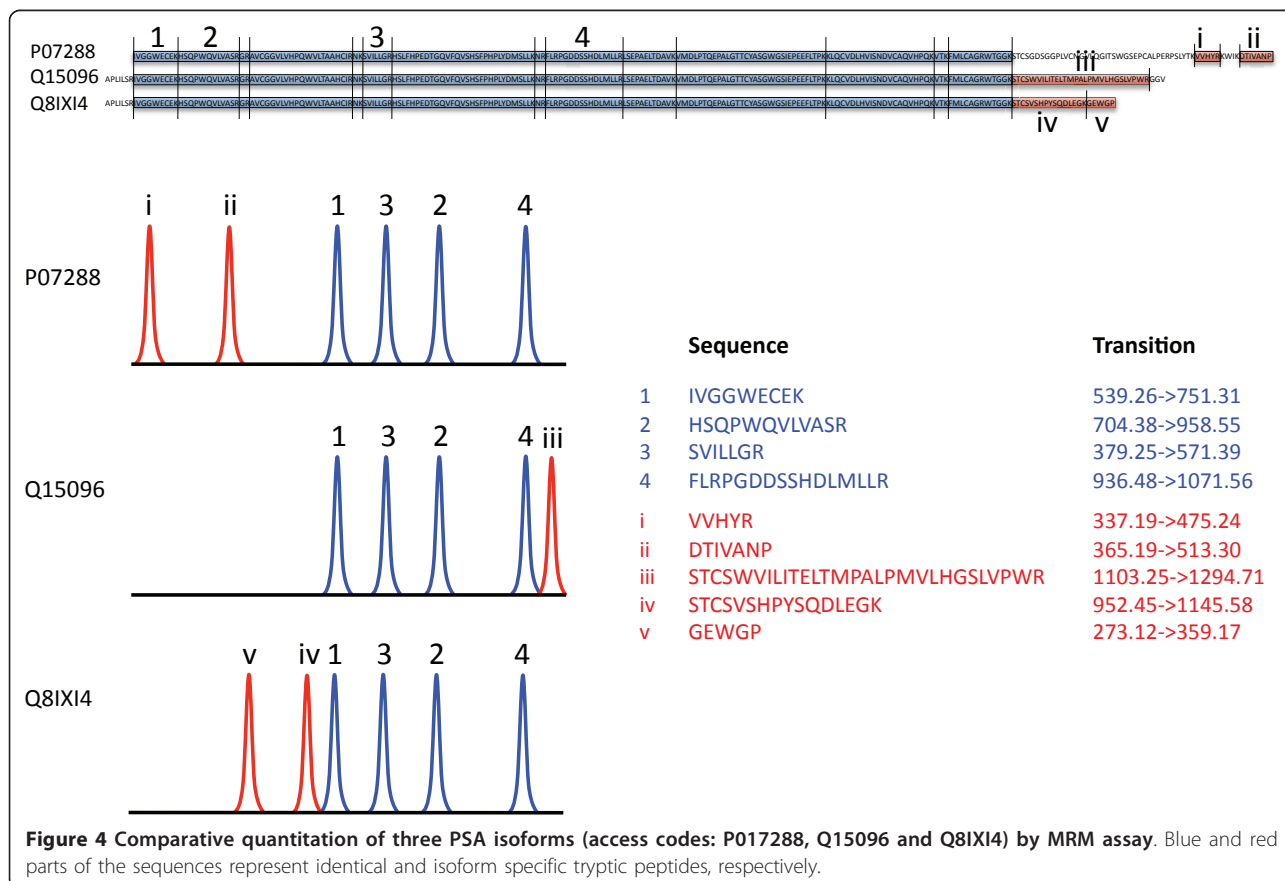 1 2 3 4 i ii
P07288 IVGGWECEKHSQPWQVLVASRGRAVCGGVLVHPQWVLTAAHCIRNKSVILLGRHSLFHPEDTGQVFQVSHSFPHPLYDMSLLKNRFLRPGDDSSHDLMLLRLSEPAELTDAVKVMDLPTQEPALGTTCYASGWGSIEPEEFLTPKKLQCVDLHVISNDVCAQVHPQKVTKFMLCAGRWTGGKSTCSGDSGGPLVCNGVLQGITSWGSEPCALPERPSLYTKVVHYRKWIKDTIVANP
iii
Q15096 APLILSRIVGGWECEKHSQPWQVLVASRGRAVCGGVLVHPQWVLTAAHCIRNKSVILLGRHSLFHPEDTGQVFQVSHSFPHPLYDMSLLKNRFLRPGDDSSHDLMLLRLSEPAELTDAVKVMDLPTQEPALGTTCYASGWGSIEPEEFLTPKKLQCVDLHVISNDVCAQVHPQKVTKFMLCAGRWTGGKSTCSWVILITELTMPALPMVLHGSLVPWRGGV
Q8IXI4 APLILSRIVGGWECEKHSQPWQVLVASRGRAVCGGVLVHPQWVLTAAHCIRNKSVILLGRHSLFHPEDTGQVFQVSHSFPHPLYDMSLLKNRFLRPGDDSSHDLMLLRLSEPAELTDAVKVMDLPTQEPALGTTCYASGWGSIEPEEFLTPKKLQCVDLHVISNDVCAQVHPQKVTKFMLCAGRWTGGKSTCSVSHPYSQDLEGKGEWGP
iv v
i ii 1 3 2 4
P07288
1 3 2 4 iii
Q15096
v iv 1 3 2 4
Q8IXI4
Sequence Transition
1 IVGGWECEK 539.26->751.31
2 HSQPWQVLVASR 704.38->958.55
3 SVILLGR 379.25->571.39
4 FLRPGDDSSHDLMLLR 936.48->1071.56
i VVHYR 337.19->475.24
ii DTIVANP 365.19->513.30
iii STCSWVILITELTMPALPMVLHGSLVPWR 1103.25->1294.71
iv STCSVSHPYSQDLEGK 952.45->1145.58
v GEWGP 273.12->359.17
Figure 4 Comparative quantitation of three PSA isoforms (access codes: P017288, Q15096 and Q8IXI4) by MRM assay. Blue and red
parts of the sequences represent identical and isoform specific tryptic peptides, respectively.